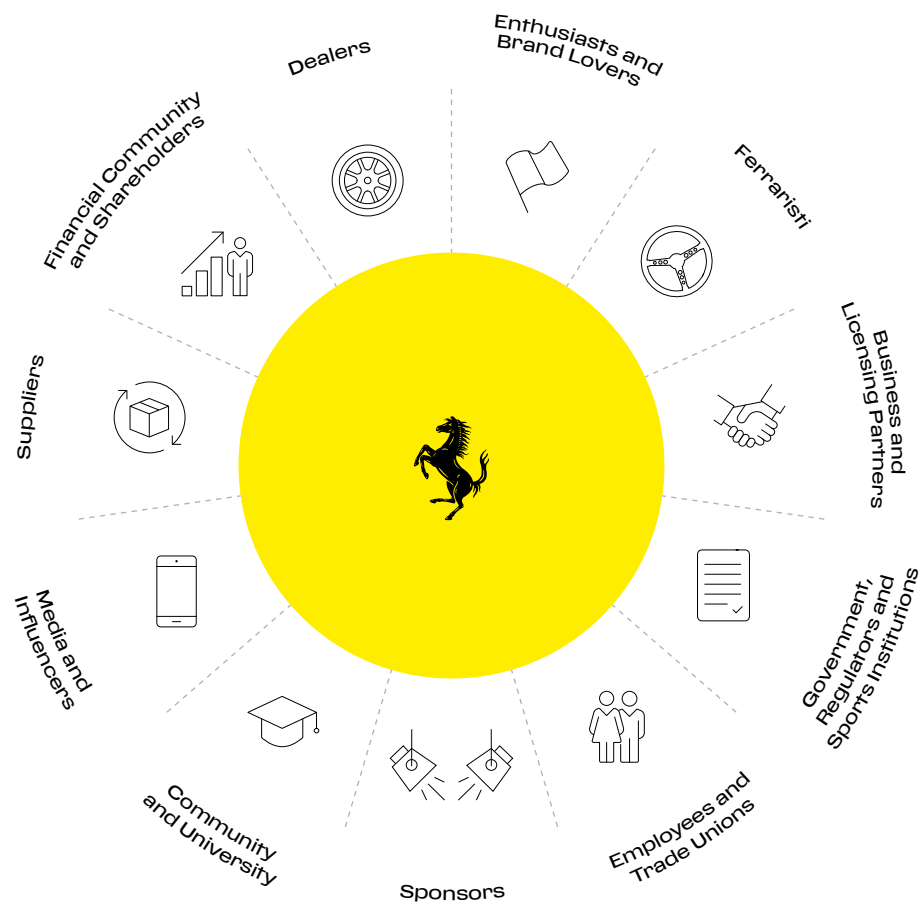 Enthusiasts and
Brand Lovers
Ferraristi
Business and
Licensing Partners
Government,
Regulators and
Sports Institutions
Employees and
Trade Unions
Sponsors
Community
and University
Media and
Influencers
Suppliers
Financial Community
and Shareholders
Dealers